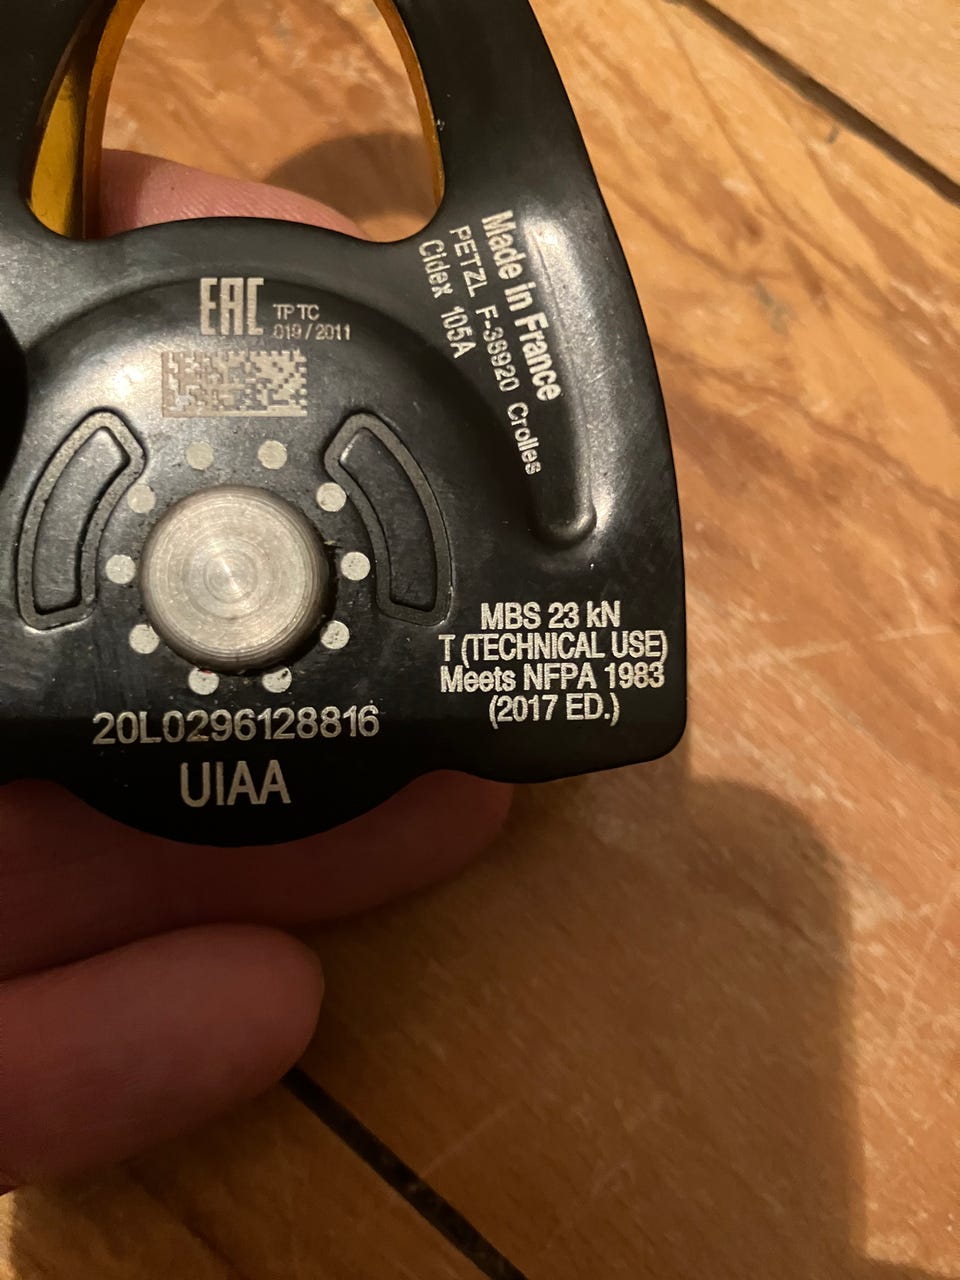 EAC
TP TC
019 / 2011
Made in France
PETZL F-38920 Crolles
Cidex 105A
MBS 23 kN
T (TECHNICAL USE)
Meets NFPA 1983
(2017 ED.)
20L0296128816
UIAA